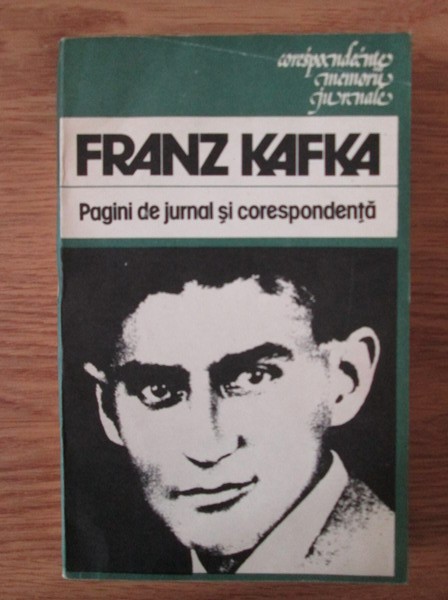 corespondențe
memorii
jurnale
FRANZ KAFKA
Pagini de jurnal și corespondență